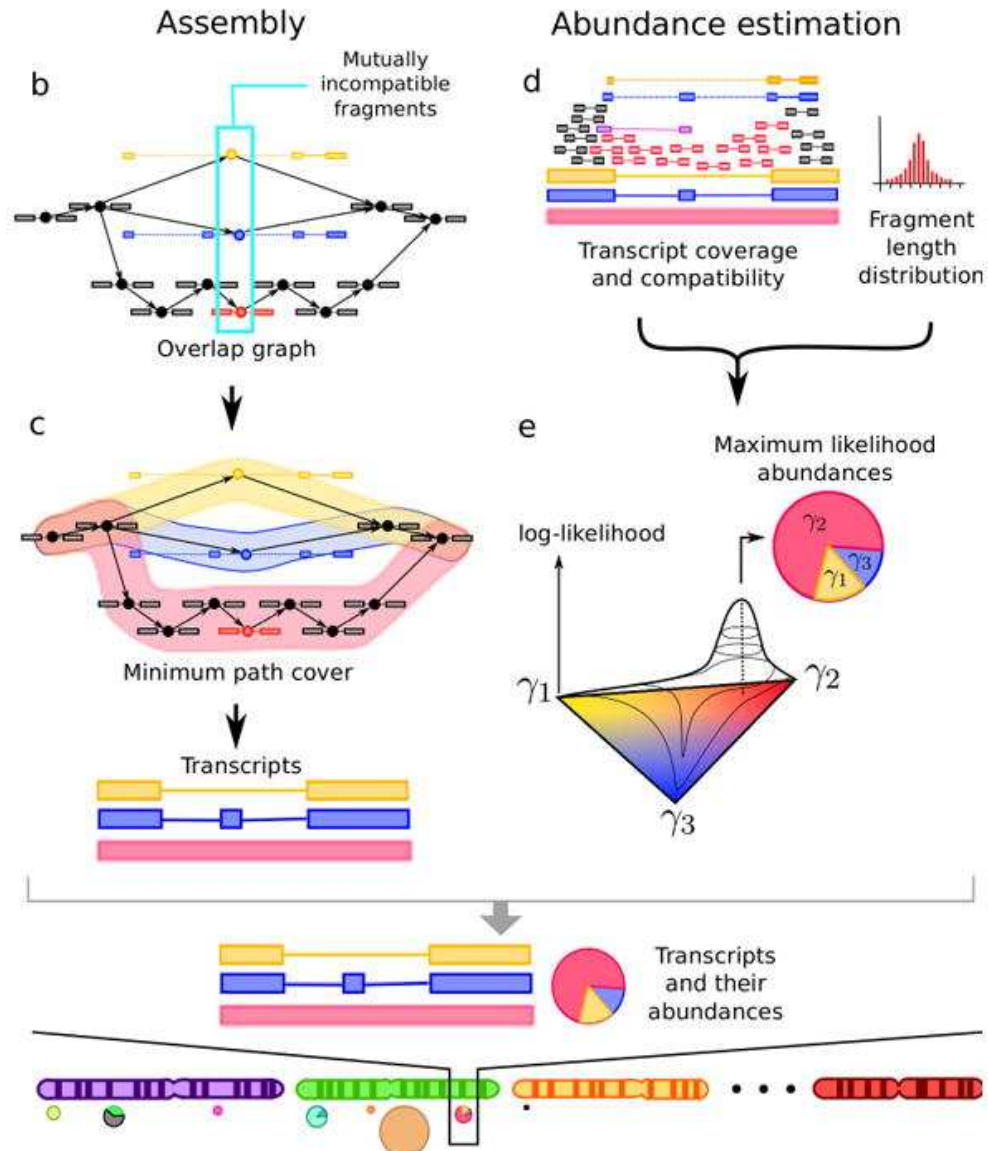 Assembly
Abundance estimation
b
Mutually
incompatible
fragments
Overlap graph
d
Transcript coverage
and compatibility
Fragment
length
distribution
c
Minimum path cover
Transcripts
e
Maximum likelihood
abundances
log-likelihood
γ2
γ3
γ1
γ1
γ2
γ3
Transcripts
and their
abundances